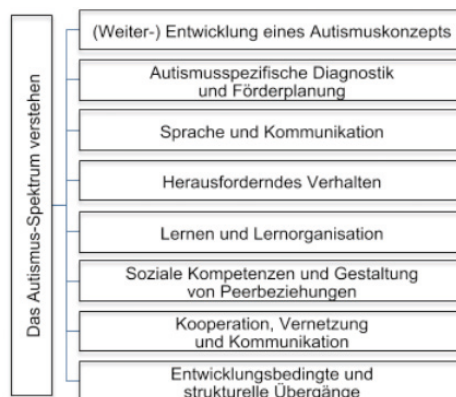 Das Autismus-Spektrum verstehen
(Weiter-) Entwicklung eines Autismuskonzepts
Autismusspezifische Diagnostik
und Förderplanung
Sprache und Kommunikation
Herausforderndes Verhalten
Lernen und Lernorganisation
Soziale Kompetenzen und Gestaltung
von Peerbeziehungen
Kooperation, Vernetzung
und Kommunikation
Entwicklungsbedingte und
strukturelle Übergänge